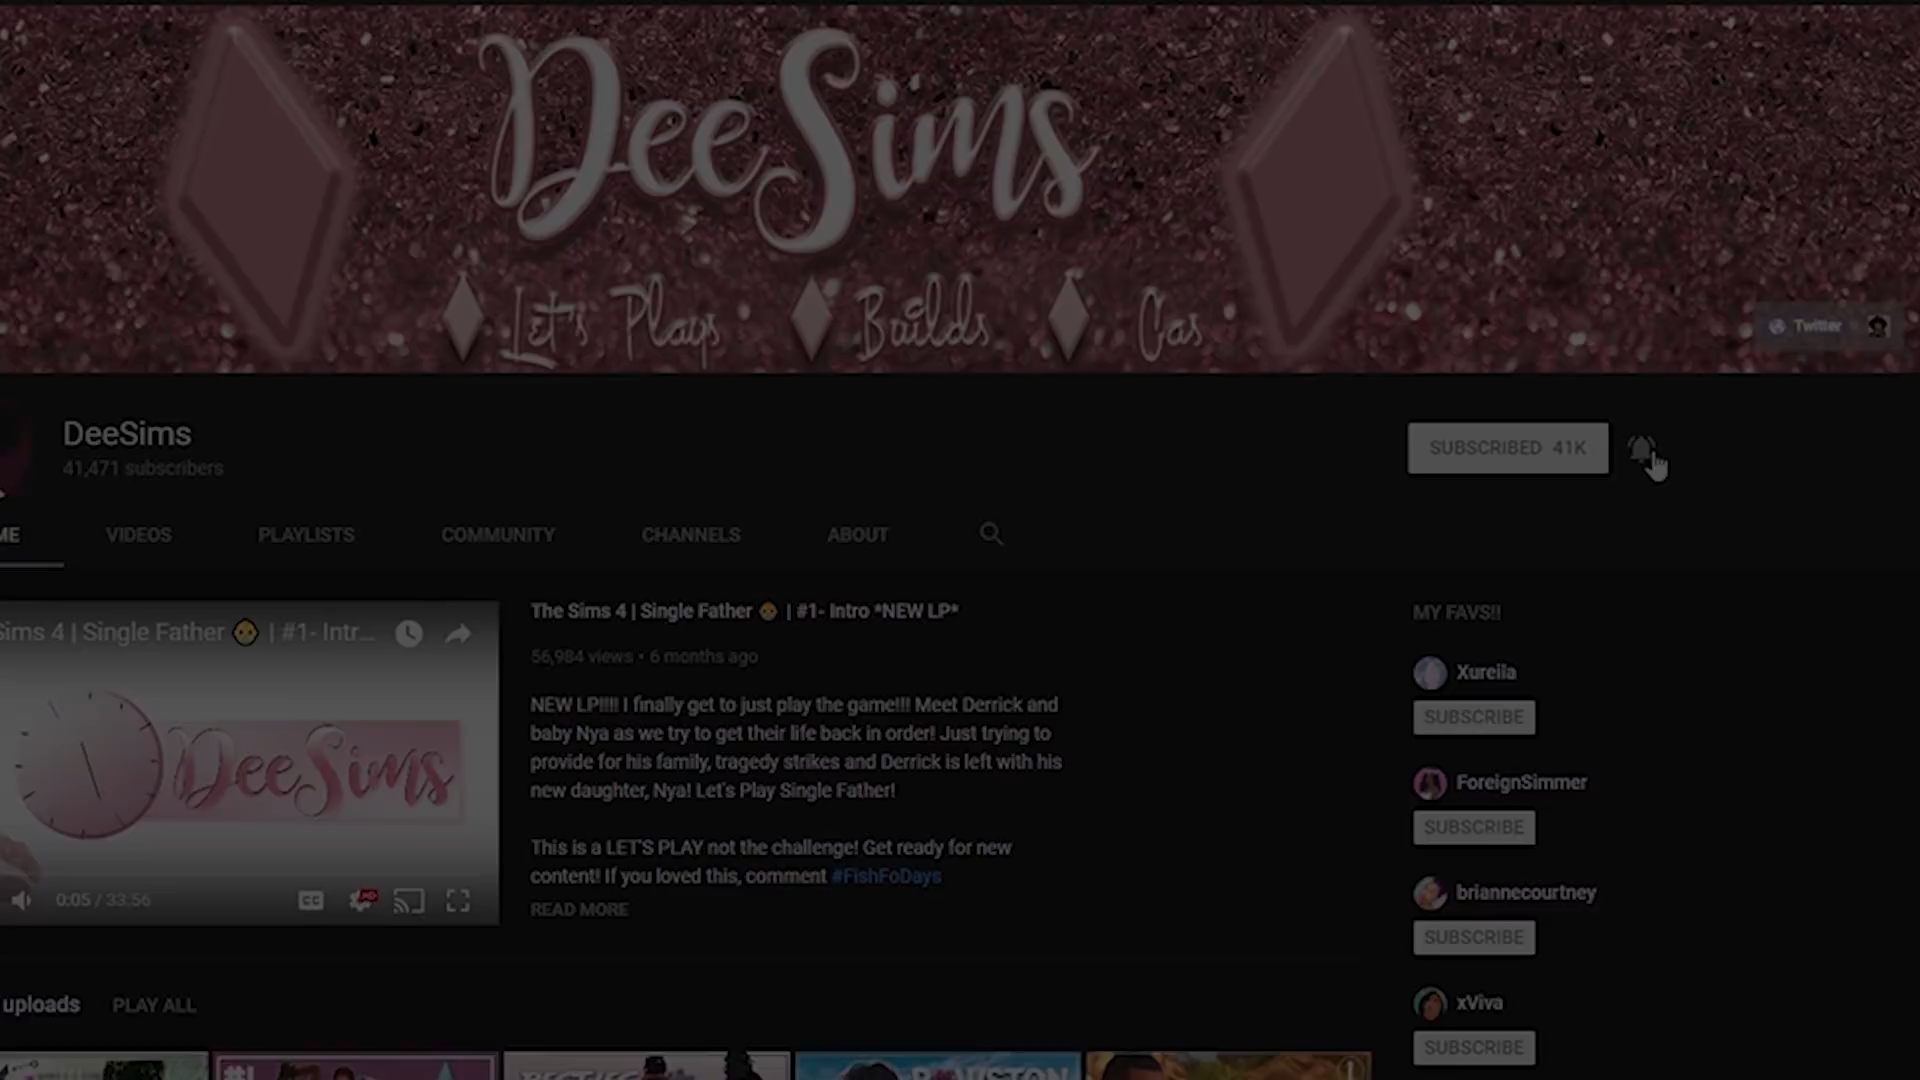 DeeSims
Let's Plays Builds Cas
Twitter
DeeSims
41,471 subscribers
SUBSCRIBED 41K
ME VIDEOS PLAYLISTS COMMUNITY CHANNELS ABOUT
Sims 4 | Single Father | #1- Intr...
DeeSims
0:05 / 33:56
CC
HD
The Sims 4 | Single Father | #1- Intro *NEW LP*
56,984 views • 6 months ago
NEW LP!!!! I finally get to just play the game!!! Meet Derrick and
baby Nya as we try to get their life back in order! Just trying to
provide for his family, tragedy strikes and Derrick is left with his
new daughter, Nya! Let's Play Single Father!
This is a LET'S PLAY not the challenge! Get ready for new
content! If you loved this, comment #FishFoDays
READ MORE
MY FAVS!!
Xureila
SUBSCRIBE
ForeignSimmer
SUBSCRIBE
briannecourtney
SUBSCRIBE
xViva
SUBSCRIBE
uploads PLAY ALL
#1